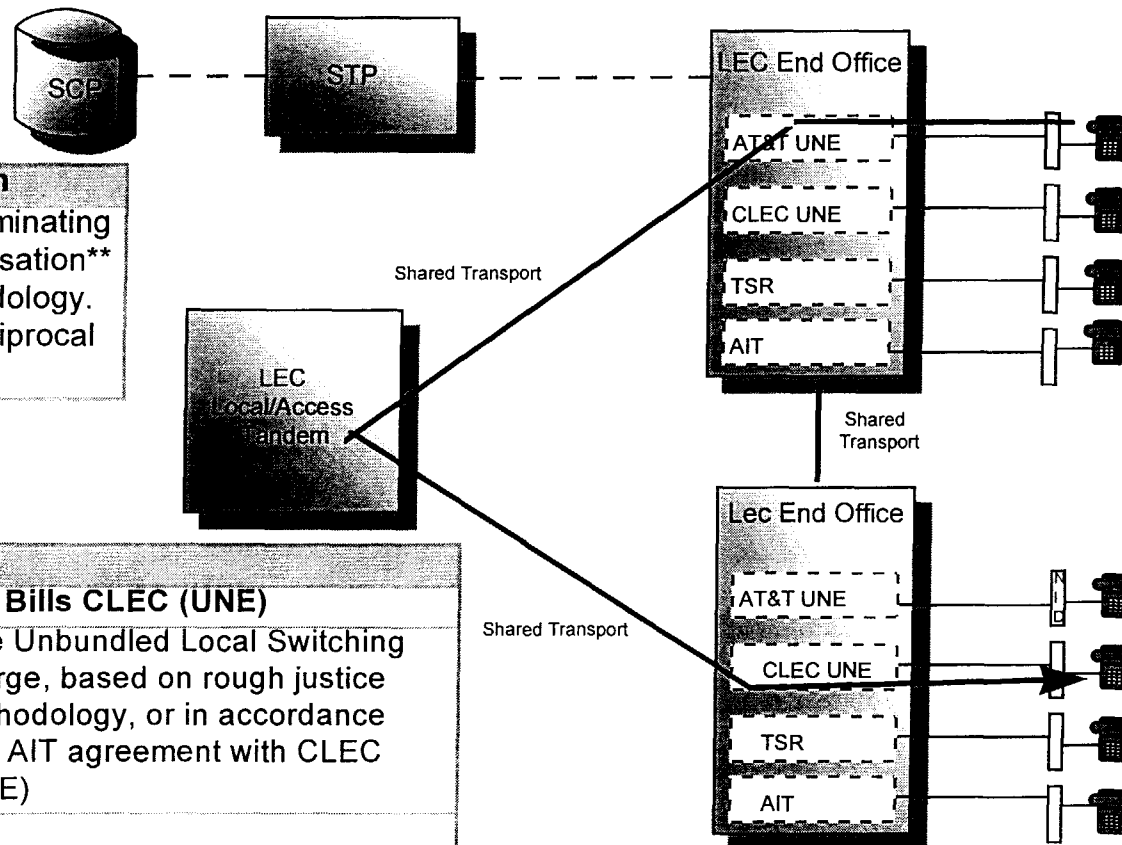 SCP
STP
LEC End Office
AT&T UNE
CLEC UNE
TSR
AIT
n
minating
sation**
dology.
iprocal
Shared Transport
LEC
Local/Access
Tandem
Shared
Transport
Lec End Office
AT&T UNE
CLEC UNE
TSR
AIT
NID
Shared Transport
Bills CLEC (UNE)
e Unbundled Local Switching
rge, based on rough justice
hodology, or in accordance
AIT agreement with CLEC
E)